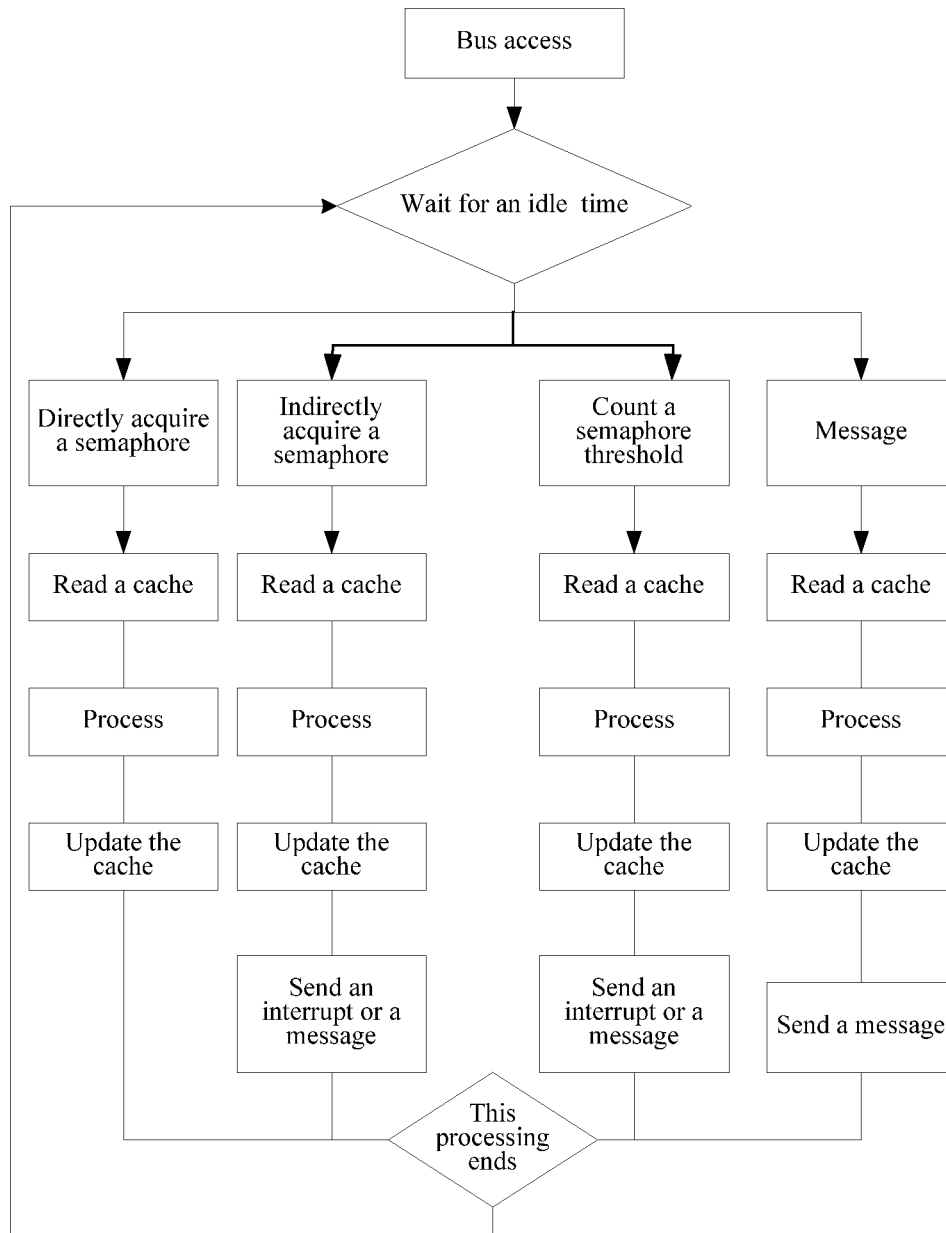 Bus access
Wait for an idle time
Directly acquire
a semaphore
Indirectly
acquire a
semaphore
Count a
semaphore
threshold
Message
Read a cache
Read a cache
Read a cache
Read a cache
Process
Process
Process
Process
Update the
cache
Update the
cache
Update the
cache
Update the
cache
Send an
interrupt or a
message
Send an
interrupt or a
message
Send a message
This
processing
ends